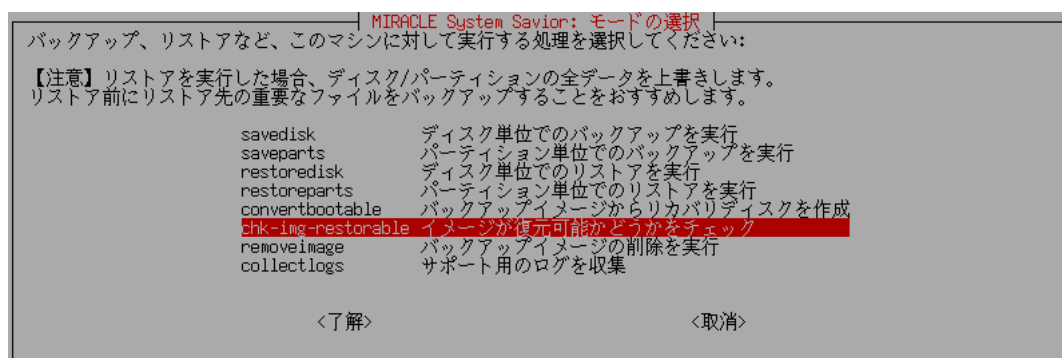 MIRACLE System Savior: モードの選択
バックアップ、リストアなど、このマシンに対して実行する処理を選択してください:
【注意】リストアを実行した場合、ディスク/パーティションの全データを上書きします。
リストア前にリストア先の重要なファイルをバックアップすることをおすすめします。
savedisk ディスク単位でのバックアップを実行
saveparts パーティション単位でのバックアップを実行
restoredisk ディスク単位でのリストアを実行
restoreparts パーティション単位でのリストアを実行
convertbootable バックアップイメージからリカバリディスクを作成
chk-img-restorable イメージが復元可能かどうかをチェック
removeimage バックアップイメージの削除を実行
collectlogs サポート用のログを収集
<了解> <取消>